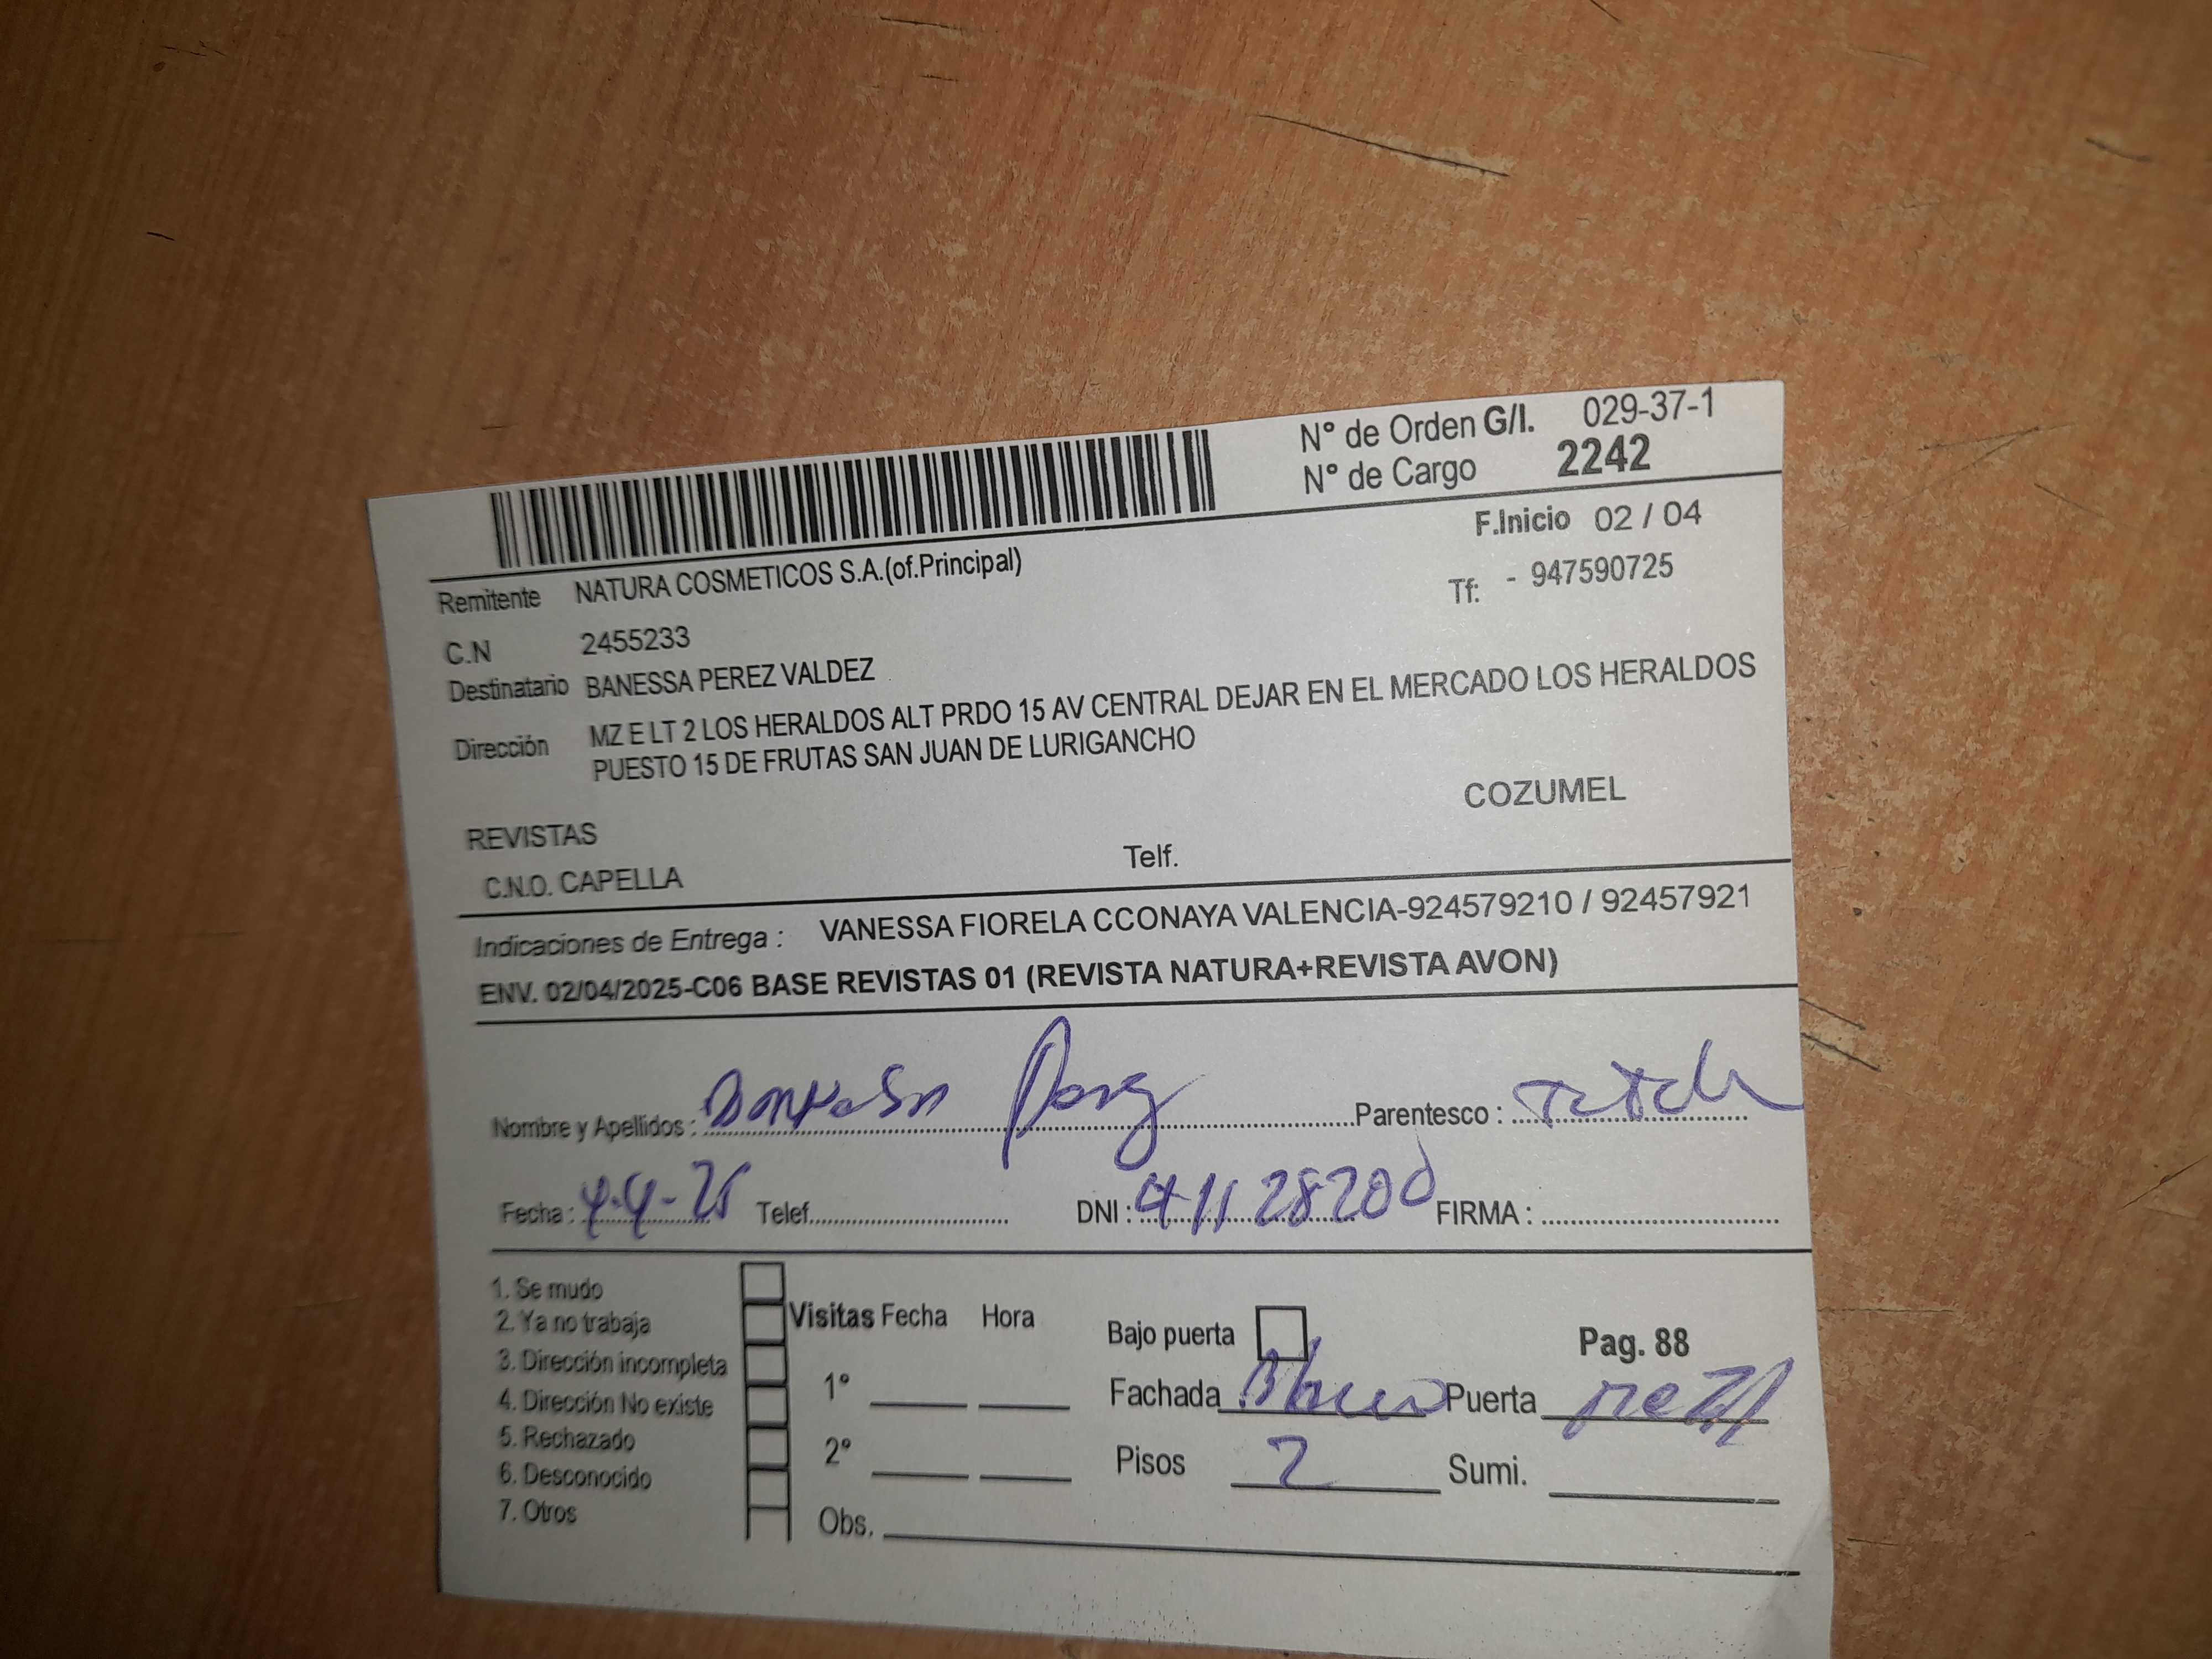 N° de Orden G/I. 029-37-1
N° de Cargo 2242
F.Inicio 02 / 04
Remitente NATURA COSMETICOS S.A.(of.Principal)
Tf: - 947590725
C.N 2455233
Destinatario BANESSA PEREZ VALDEZ
Dirección MZ E LT 2 LOS HERALDOS ALT PRDO 15 AV CENTRAL DEJAR EN EL MERCADO LOS HERALDOS
PUESTO 15 DE FRUTAS SAN JUAN DE LURIGANCHO
COZUMEL
REVISTAS
C.N.O. CAPELLA Telf.
Indicaciones de Entrega : VANESSA FIORELA CCONAYA VALENCIA-924579210 / 92457921
ENV. 02/04/2025-C06 BASE REVISTAS 01 (REVISTA NATURA+REVISTA AVON)
Nombre y Apellidos : Parentesco :
Fecha : 4-4-25 Telef. DNI : 41128200 FIRMA :
1. Se mudo
2. Ya no trabaja
3. Dirección incompleta
4. Dirección No existe
5. Rechazado
6. Desconocido
7. Otros
Visitas Fecha Hora
1°
2°
Obs.
Bajo puerta Pag. 88
Fachada Puerta
Pisos 2 Sumi.